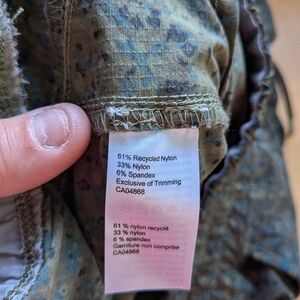 61% Recycled Nylon
33% Nylon
6% Spandex
Exclusive of Trimming
CA04868
61 % nylon recyclé
33 % nylon
6 % spandex
Garniture non comprise
CA04868